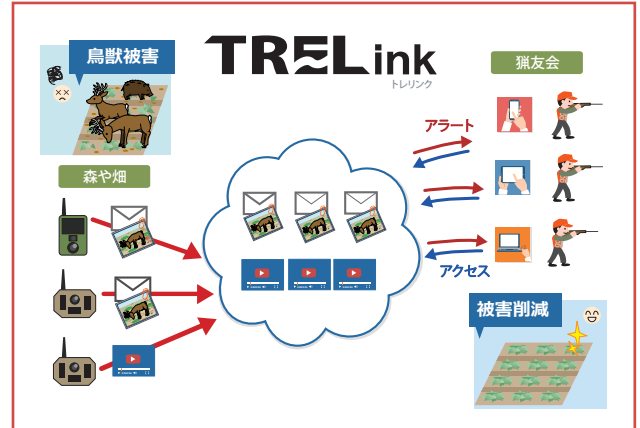 鳥獣被害
TRELink
トレリンク
猟友会
アラート
森や畑
アクセス
被害削減